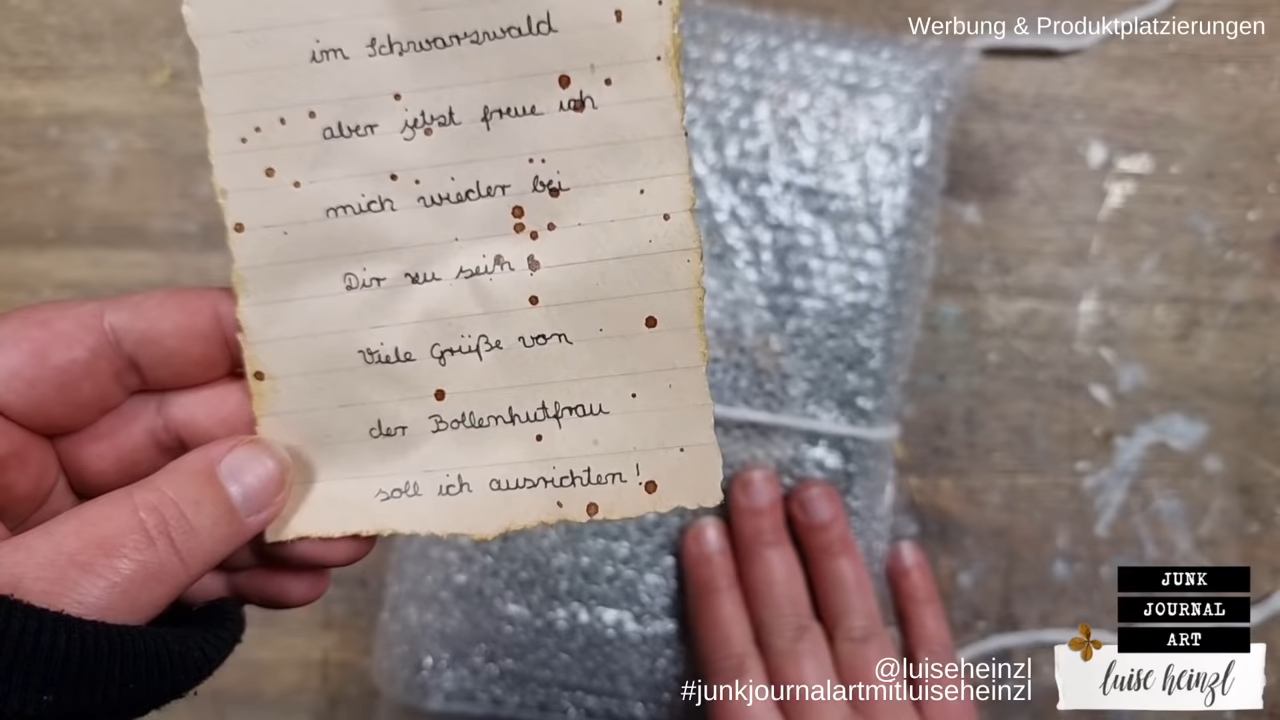 Werbung & Produktplatzierungen
im Schwarzwald
aber jetzt freue ich
mich wieder bei
Dir zu sein
Viele Grüße von
der Bollenhutfrau
soll ich ausrichten!
JUNK
JOURNAL
ART
luise heinzl
@luiseheinzl
#junkjournalartmitluiseheinzl